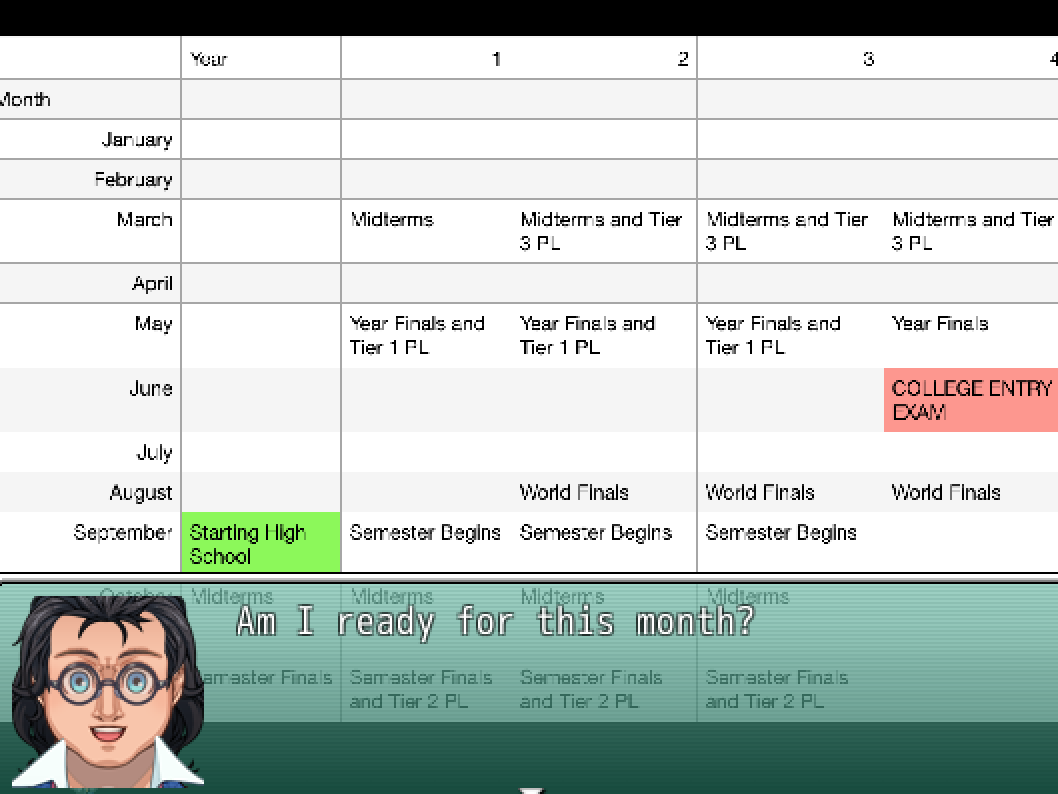 Year 1 2 3 4
Month
January
February
March Midterms Midterms and Tier Midterms and Tier Midterms and Tier
3 PL 3 PL 3 PL
April
May Year Finals and Year Finals and Year Finals and Year Finals
Tier 1 PL Tier 1 PL Tier 1 PL
June COLLEGE ENTRY
EXAM
July
August World Finals World Finals World Finals
September Starting High Semester Begins Semester Begins Semester Begins
School
October Midterms Midterms Midterms Midterms
Am I ready for this month?
Semester Finals Semester Finals Semester Finals Semester Finals
and Tier 2 PL and Tier 2 PL and Tier 2 PL